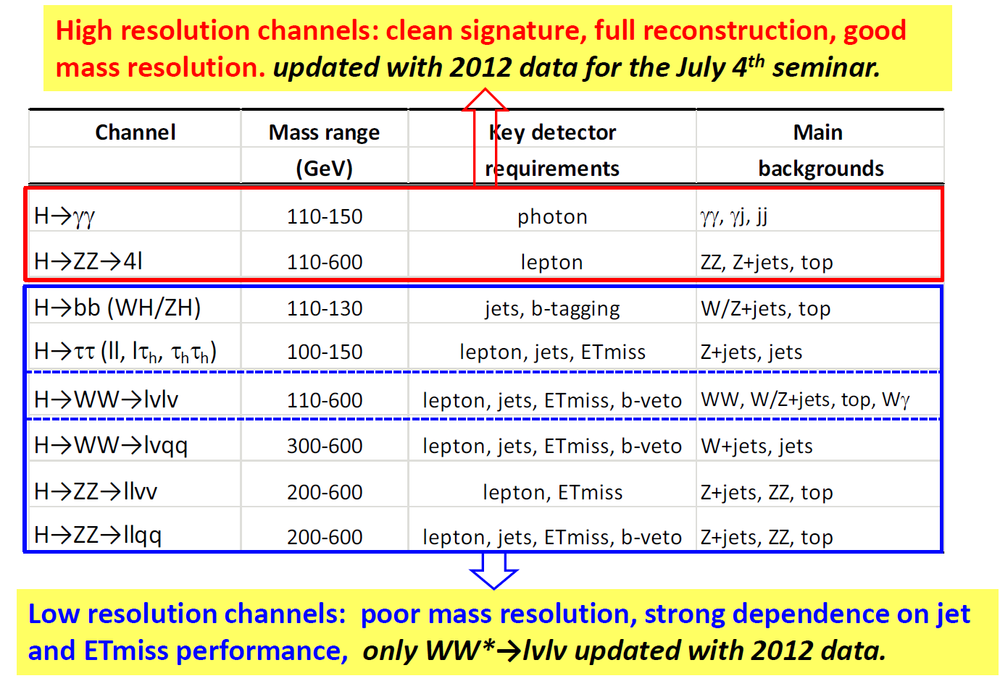 High resolution channels: clean signature, full reconstruction, good
mass resolution. updated with 2012 data for the July 4th seminar.
Channel Mass range Key detector Main
(GeV) requirements backgrounds
H→γγ 110-150 photon γγ, γj, jj
H→ZZ→4l 110-600 lepton ZZ, Z+jets, top
H→bb (WH/ZH) 110-130 jets, b-tagging W/Z+jets, top
H→ττ (ll, lτh, τhτh) 100-150 lepton, jets, ETmiss Z+jets, jets
H→WW→lvlv 110-600 lepton, jets, ETmiss, b-veto WW, W/Z+jets, top, Wγ
H→WW→lvqq 300-600 lepton, jets, ETmiss, b-veto W+jets, jets
H→ZZ→llvv 200-600 lepton, ETmiss Z+jets, ZZ, top
H→ZZ→llqq 200-600 lepton, jets, ETmiss, b-veto Z+jets, ZZ, top
Low resolution channels: poor mass resolution, strong dependence on jet
and ETmiss performance, only WW*→lvlv updated with 2012 data.